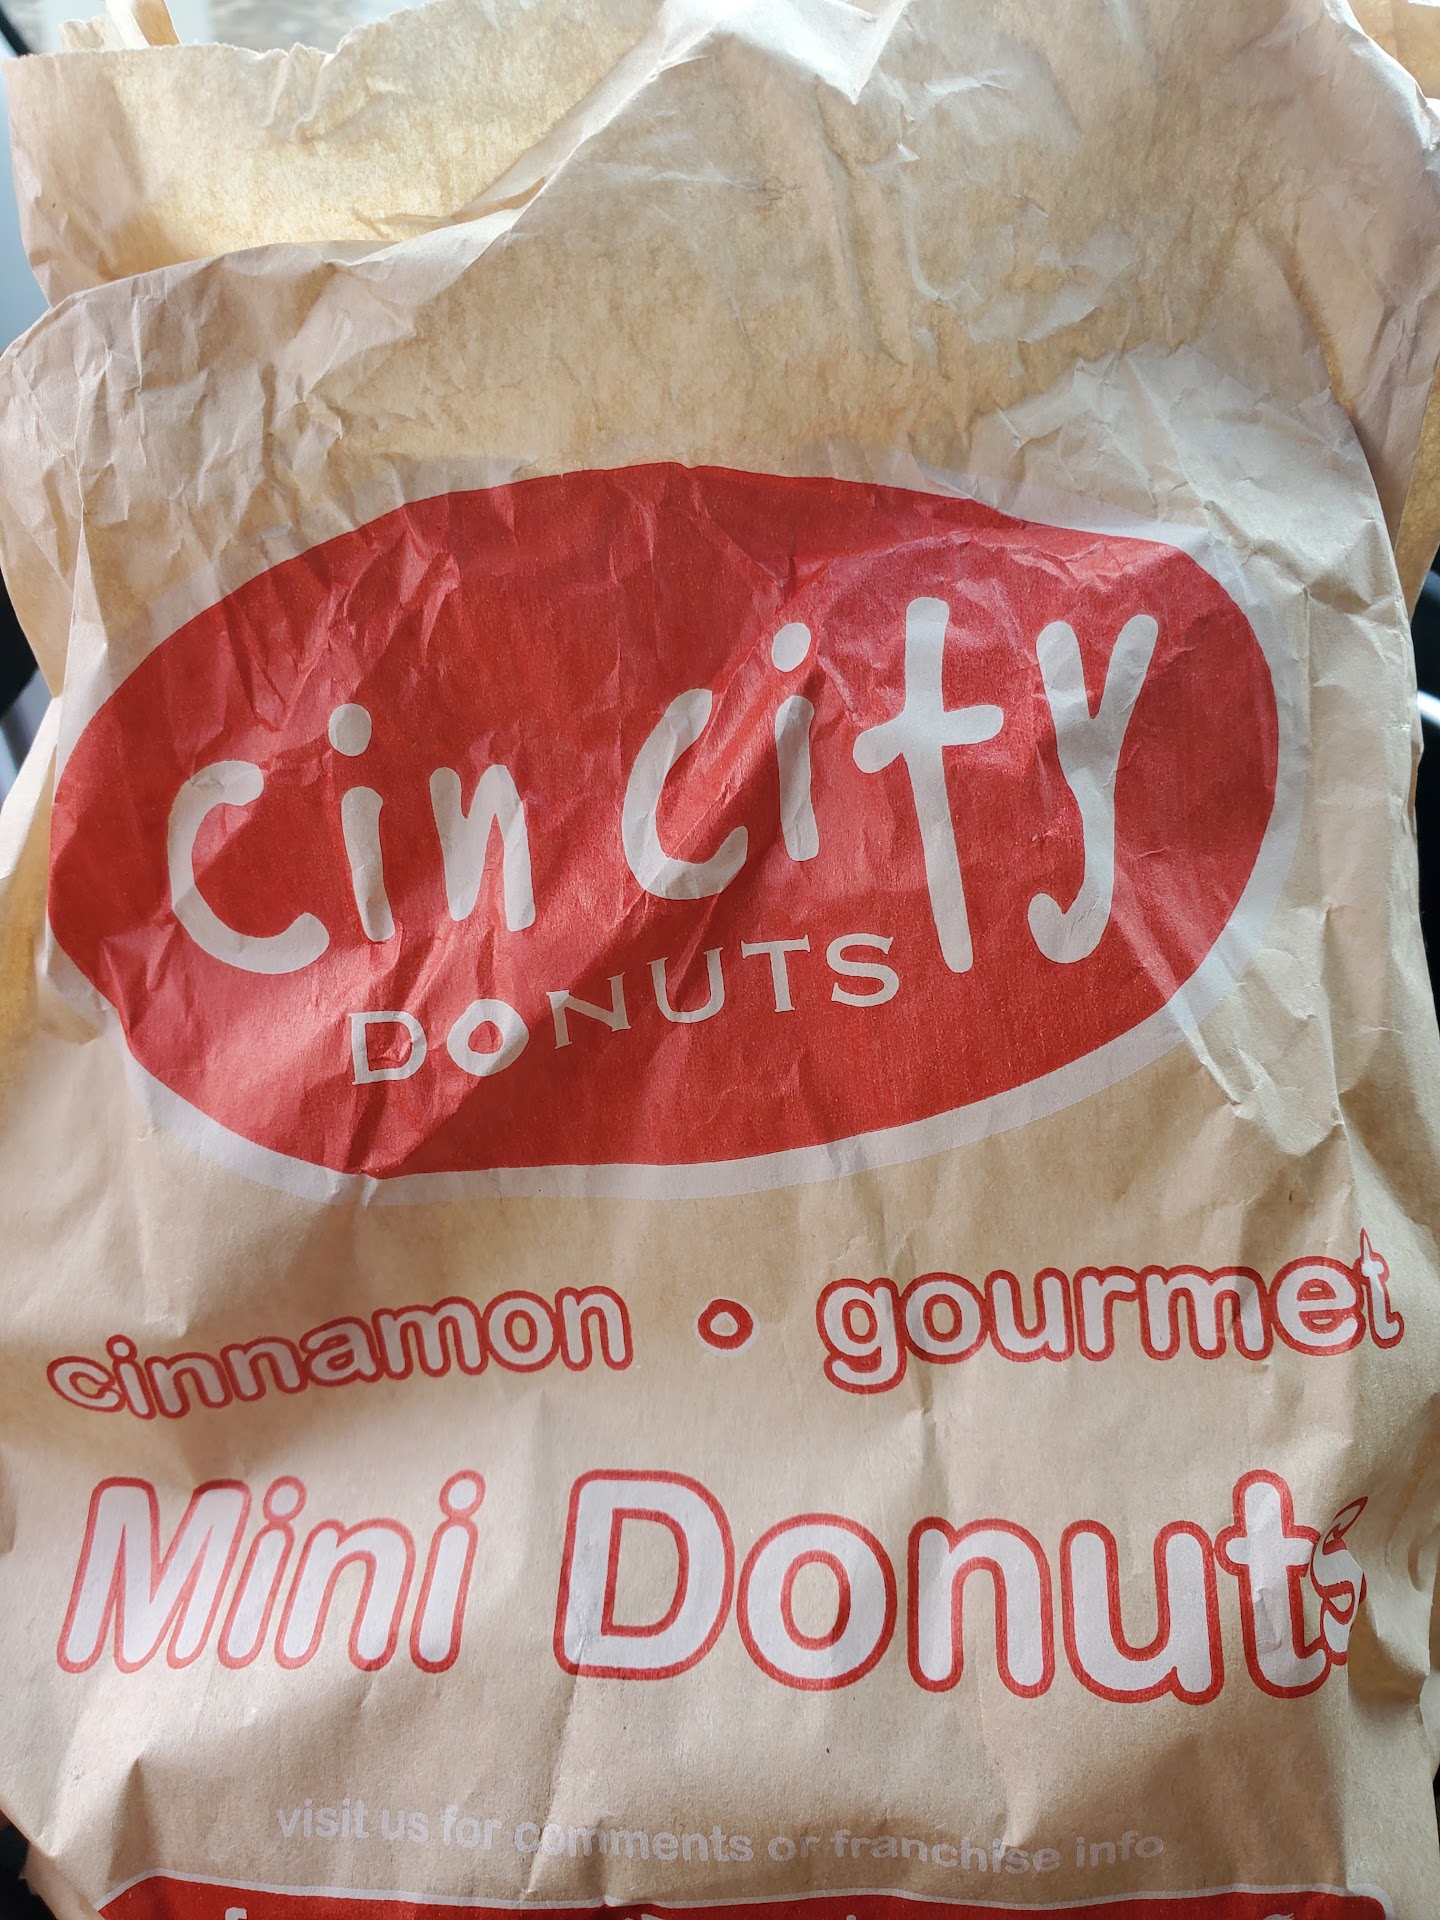 cin city
DONUTS
cinnamon • gourmet
Mini Donuts
visit us for comments or franchise info